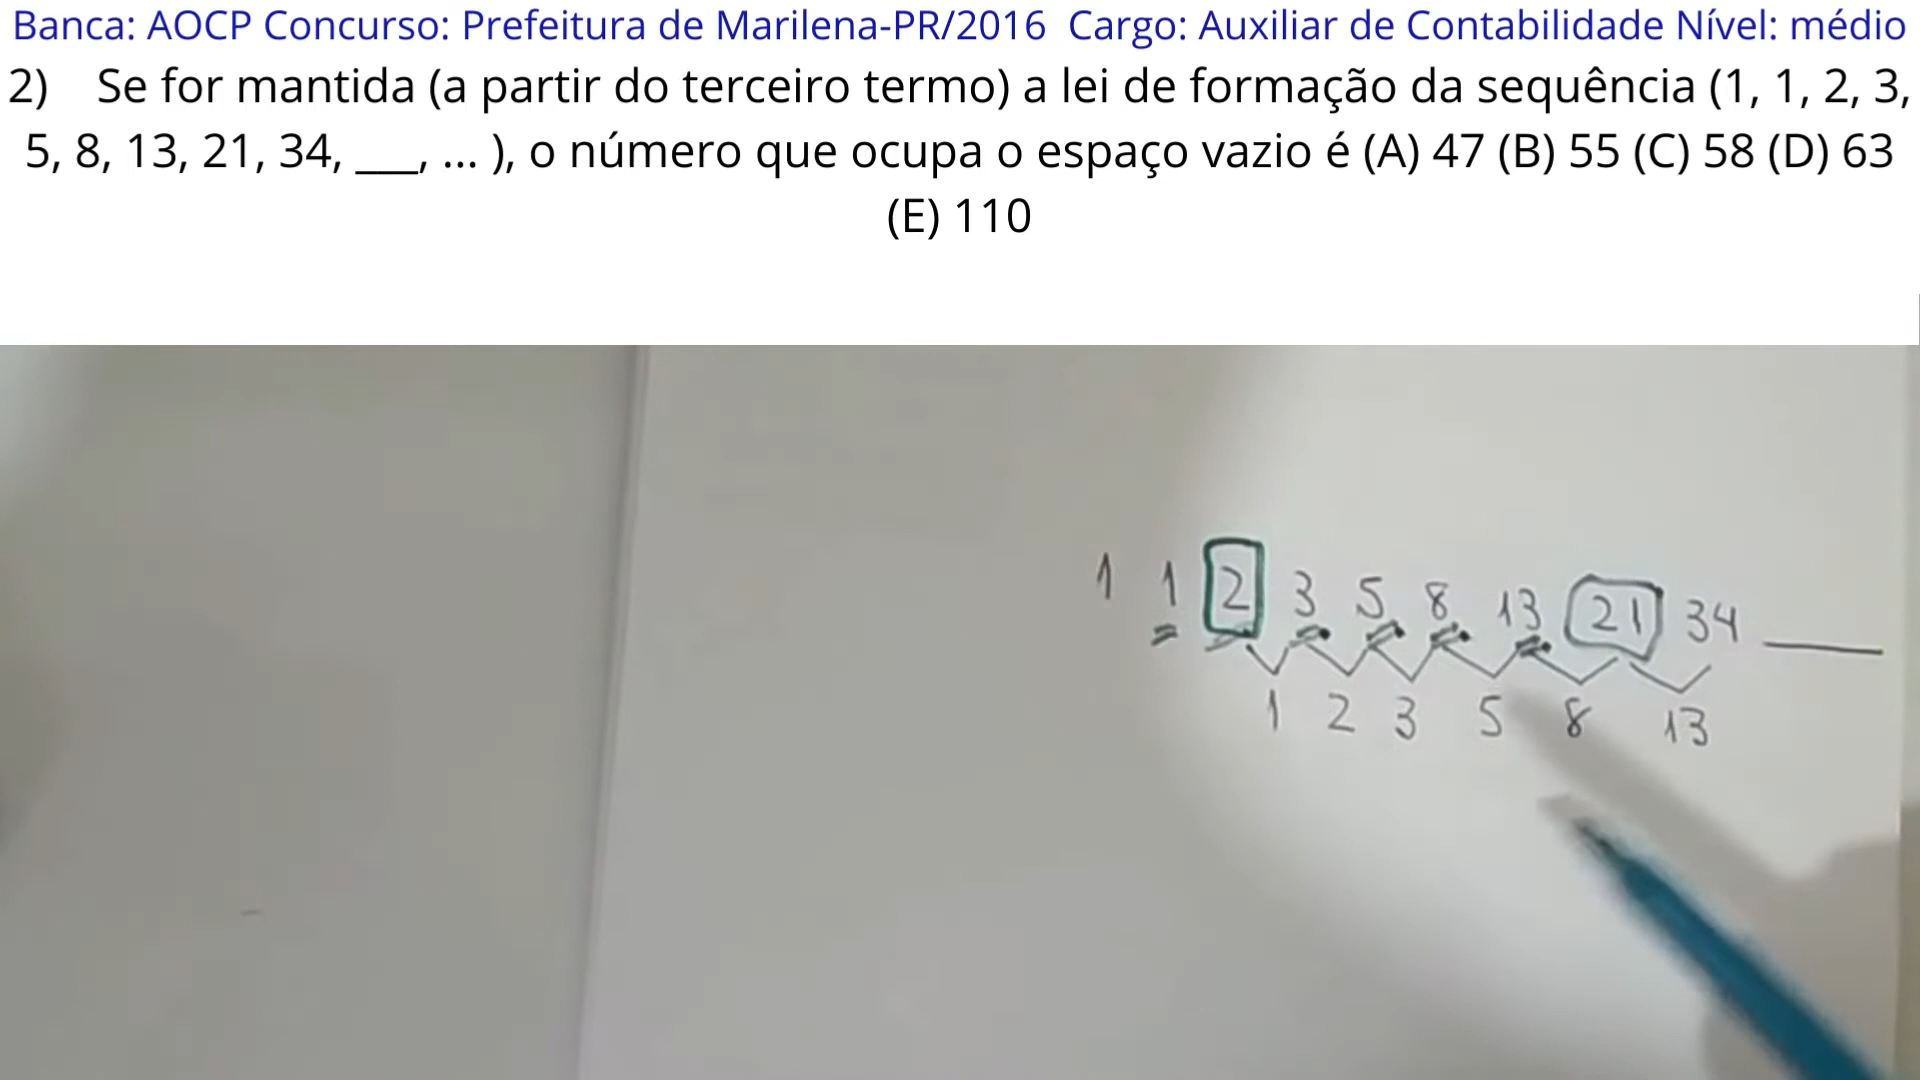 Banca: AOCP Concurso: Prefeitura de Marilena-PR/2016 Cargo: Auxiliar de Contabilidade Nível: médio
2) Se for mantida (a partir do terceiro termo) a lei de formação da sequência (1, 1, 2, 3,
5, 8, 13, 21, 34, ___, ... ), o número que ocupa o espaço vazio é (A) 47 (B) 55 (C) 58 (D) 63
(E) 110
1 1 2 3 5 8 13 21 34 ___
1 2 3 5 8 13